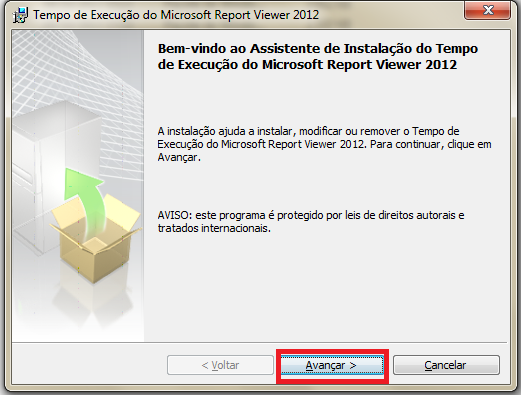 Tempo de Execução do Microsoft Report Viewer 2012
Bem-vindo ao Assistente de Instalação do Tempo
de Execução do Microsoft Report Viewer 2012
A instalação ajuda a instalar, modificar ou remover o Tempo de
Execução do Microsoft Report Viewer 2012. Para continuar, clique em
Avançar.
AVISO: este programa é protegido por leis de direitos autorais e
tratados internacionais.
< Voltar
Avançar >
Cancelar